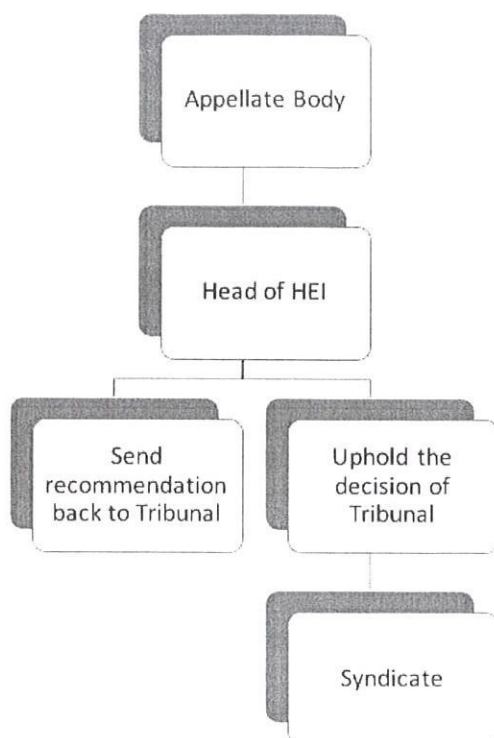 Appellate Body
Head of HEI
Send
recommendation
back to Tribunal
Uphold the
decision of
Tribunal
Syndicate